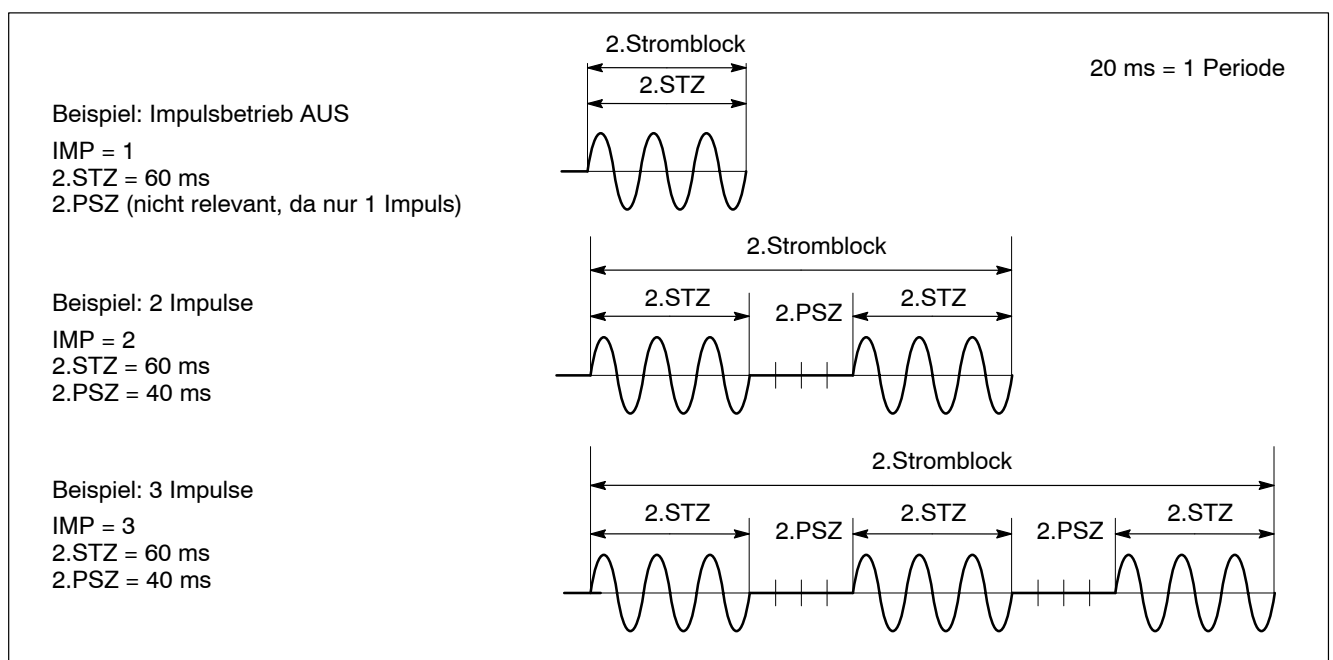 2.Stromblock
20 ms = 1 Periode
2.STZ
Beispiel: Impulsbetrieb AUS
IMP = 1
2.STZ = 60 ms
2.PSZ (nicht relevant, da nur 1 Impuls)
2.Stromblock
Beispiel: 2 Impulse
2.STZ 2.PSZ 2.STZ
IMP = 2
2.STZ = 60 ms
2.PSZ = 40 ms
2.Stromblock
Beispiel: 3 Impulse
2.STZ 2.PSZ 2.STZ 2.PSZ 2.STZ
IMP = 3
2.STZ = 60 ms
2.PSZ = 40 ms